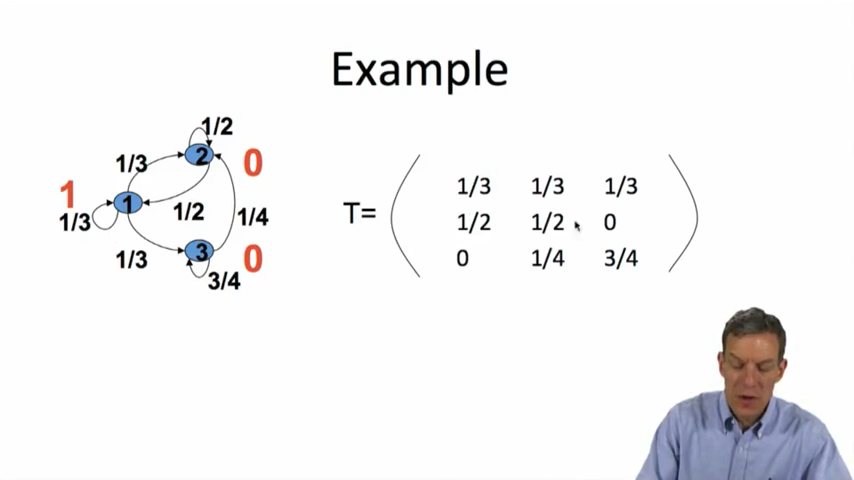 Example
1/2
2
0
1/3
1
1
1/3
1/2
1/4
1/3
3
0
3/4
T=
1/3 1/3 1/3
1/2 1/2 0
0 1/4 3/4